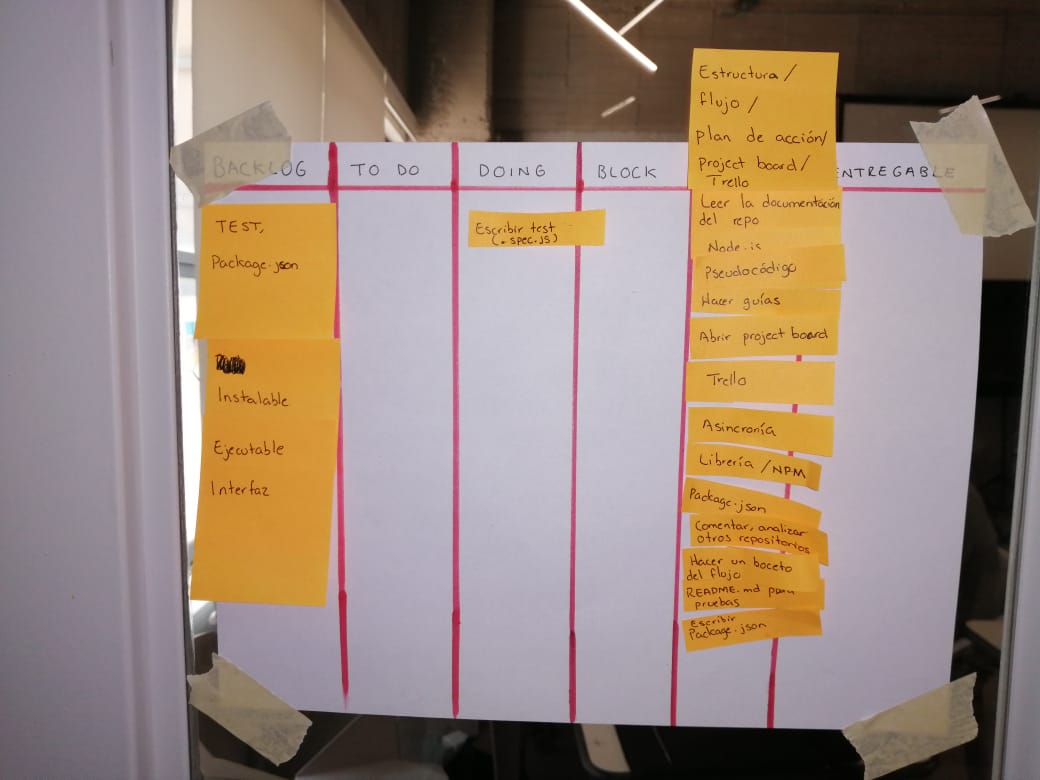 BACKLOG
TO DO
DOING
BLOCK
ENTREGABLE
TEST,
Package.json
Instalable
Ejecutable
Interfaz
Escribir test
(.spec.js)
Estructura /
flujo /
plan de acción/
Project board/
Trello
Leer la documentación
del repo
Node.js
Pseudocódigo
Hacer guías
Abrir project board
Trello
Asincronía
Librería /NPM
Package.json
Comentar, analizar
otros repositorios
Hacer un boceto
del flujo
README.md para
pruebas
Escribir
Package.json